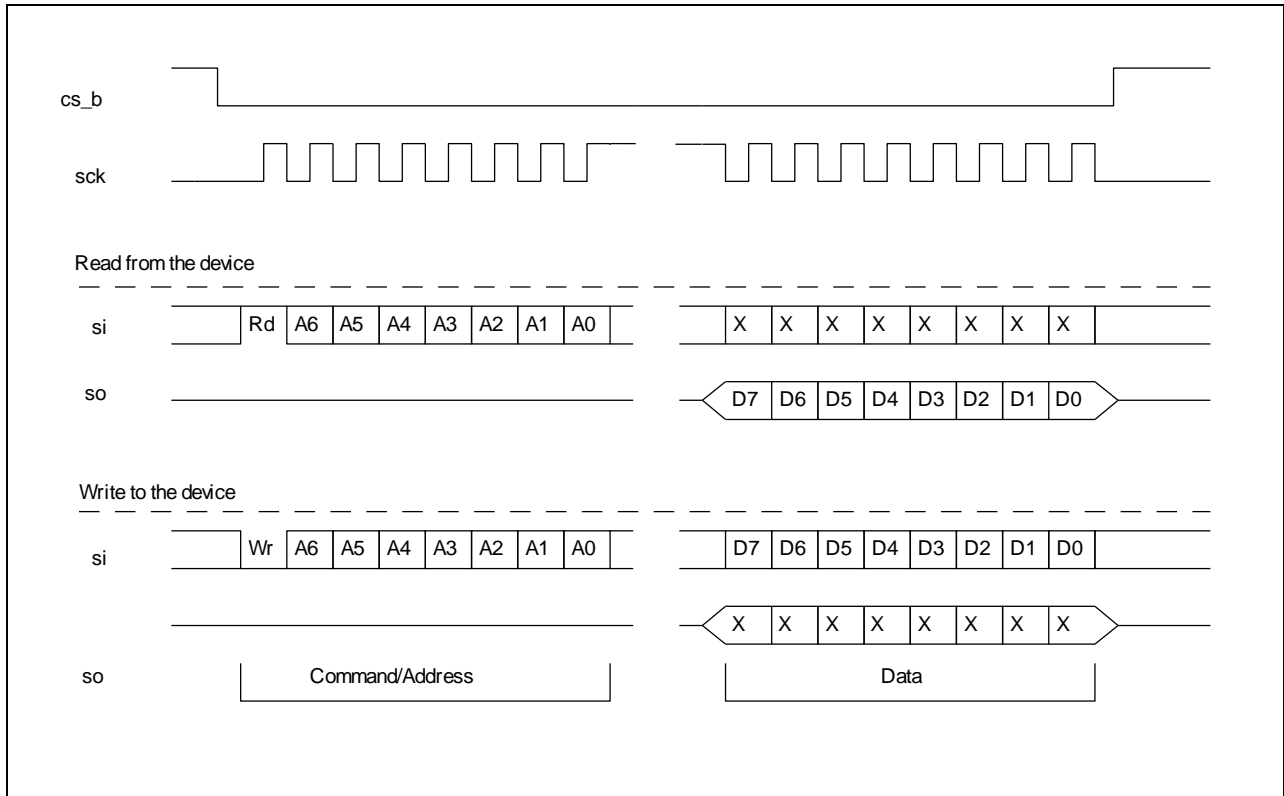 cs_b
sck
Read from the device
si Rd A6 A5 A4 A3 A2 A1 A0 X X X X X X X X
so D7 D6 D5 D4 D3 D2 D1 D0
Write to the device
si Wr A6 A5 A4 A3 A2 A1 A0 D7 D6 D5 D4 D3 D2 D1 D0
X X X X X X X X
so Command/Address Data